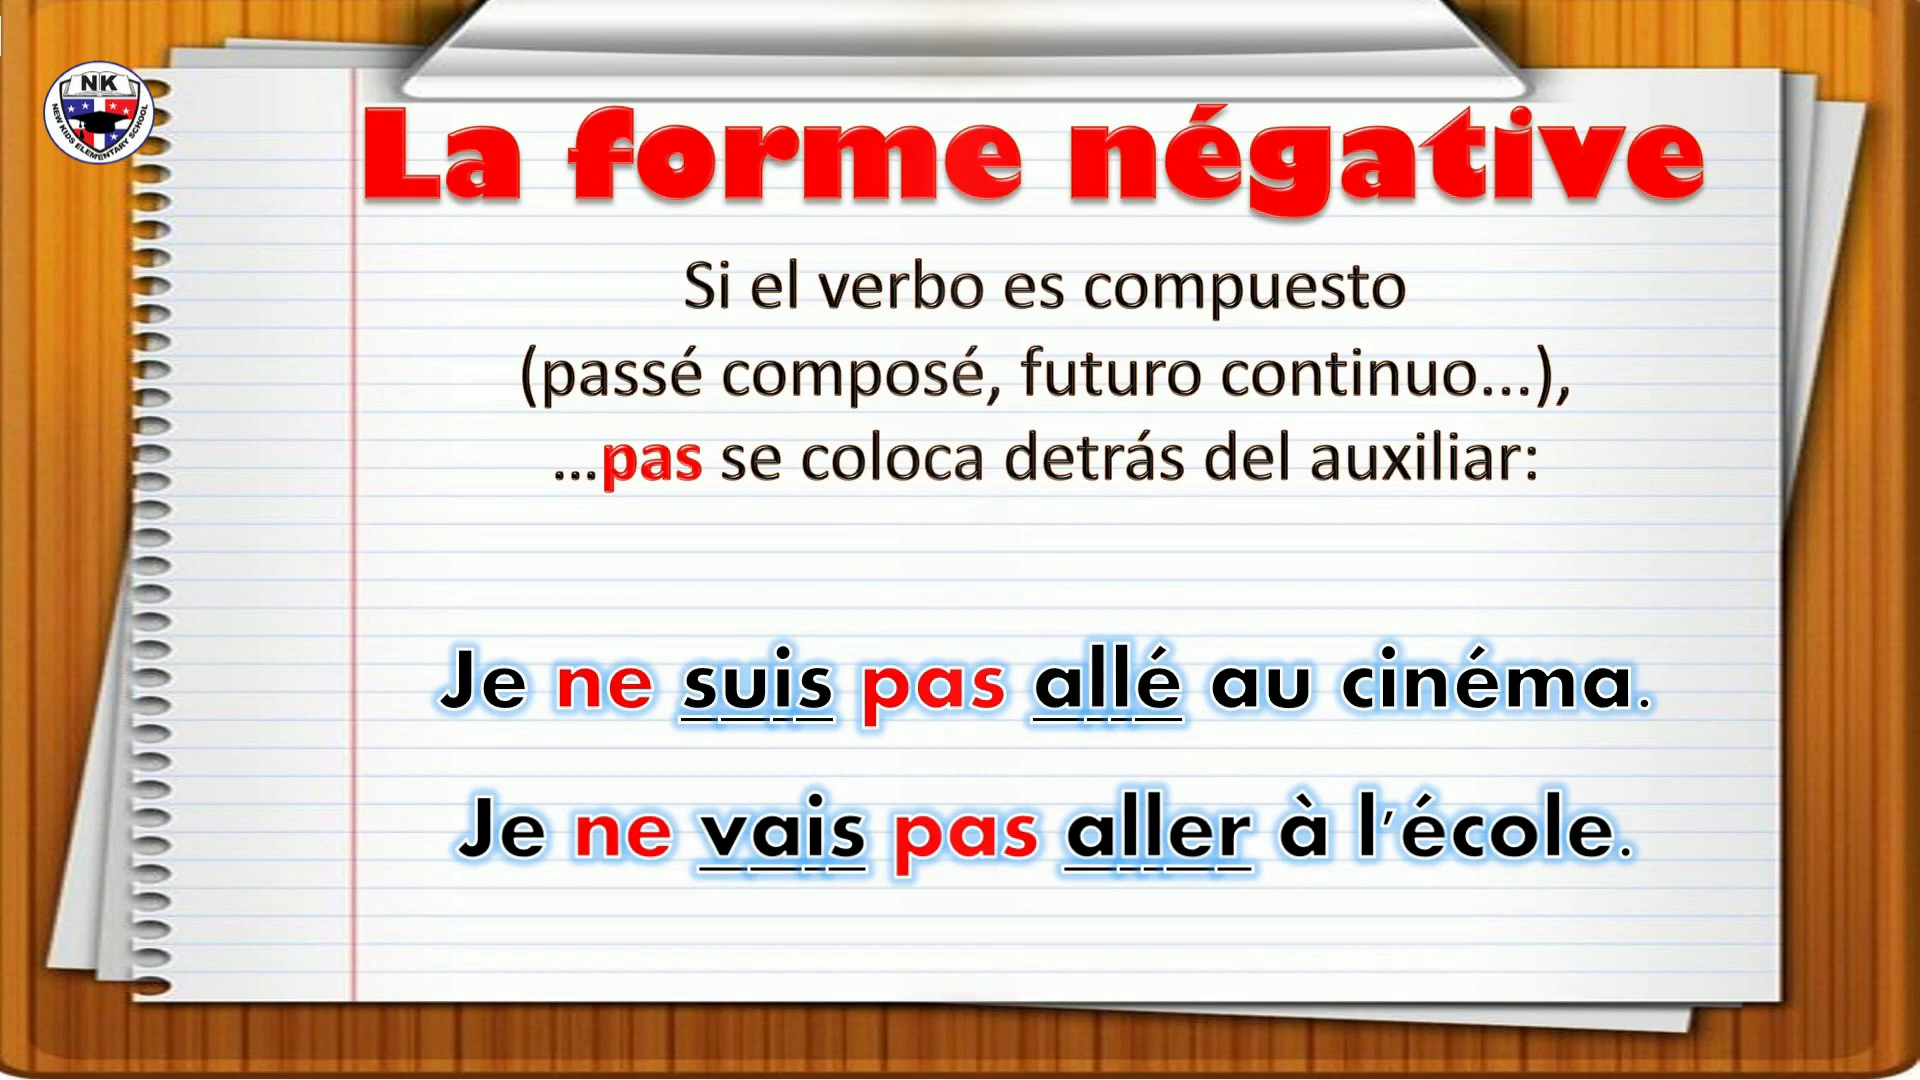 NK
NEW KIDS ELEMENTARY SCHOOL
La forme négative
Si el verbo es compuesto
(passé composé, futuro continuo...),
...pas se coloca detrás del auxiliar:
Je ne suis pas allé au cinéma.
Je ne vais pas aller à l'école.